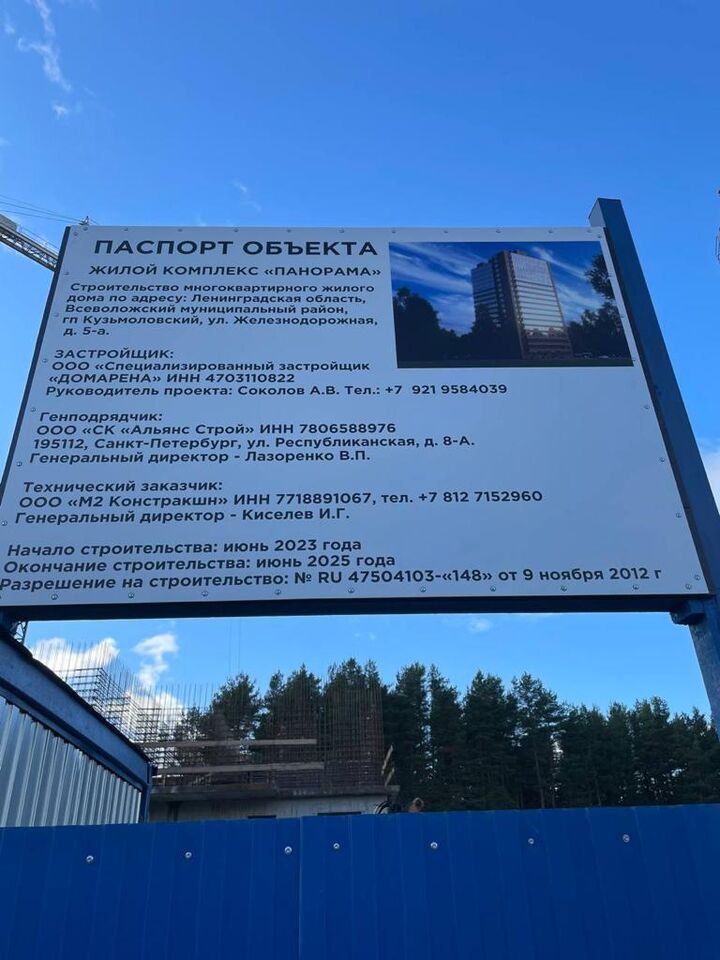 ПАСПОРТ ОБЪЕКТА
ЖИЛОЙ КОМПЛЕКС «ПАНОРАМА»
Строительство многоквартирного жилого
дома по адресу: Ленинградская область,
Всеволожский муниципальный район,
гп Кузьмоловский, ул. Железнодорожная,
д. 5-а.
ЗАСТРОЙЩИК:
ООО «Специализированный застройщик
«ДОМАРЕНА» ИНН 4703110822
Руководитель проекта: Соколов А.В. Тел.: +7 921 9584039
Генподрядчик:
ООО «СК «Альянс Строй» ИНН 7806588976
195112, Санкт-Петербург, ул. Республиканская, д. 8-А.
Генеральный директор - Лазоренко В.П.
Технический заказчик:
ООО «М2 Констракшн» ИНН 7718891067, тел. +7 812 7152960
Генеральный директор - Киселев И.Г.
Начало строительства: июнь 2023 года
Окончание строительства: июнь 2025 года
Разрешение на строительство: № RU 47504103-«148» от 9 ноября 2012 г